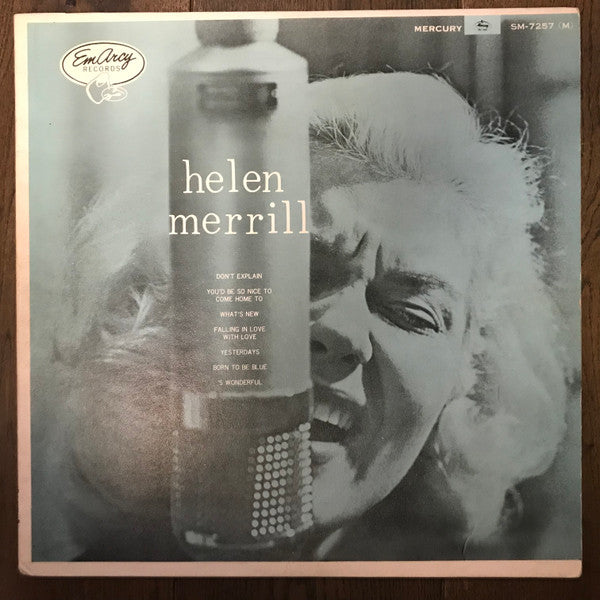 EmArcy
RECORDS
MERCURY
SM-7257 (M)
helen
merrill
DON'T EXPLAIN
YOU'D BE SO NICE TO
COME HOME TO
WHAT'S NEW
FALLING IN LOVE
WITH LOVE
YESTERDAYS
BORN TO BE BLUE
'S WONDERFUL